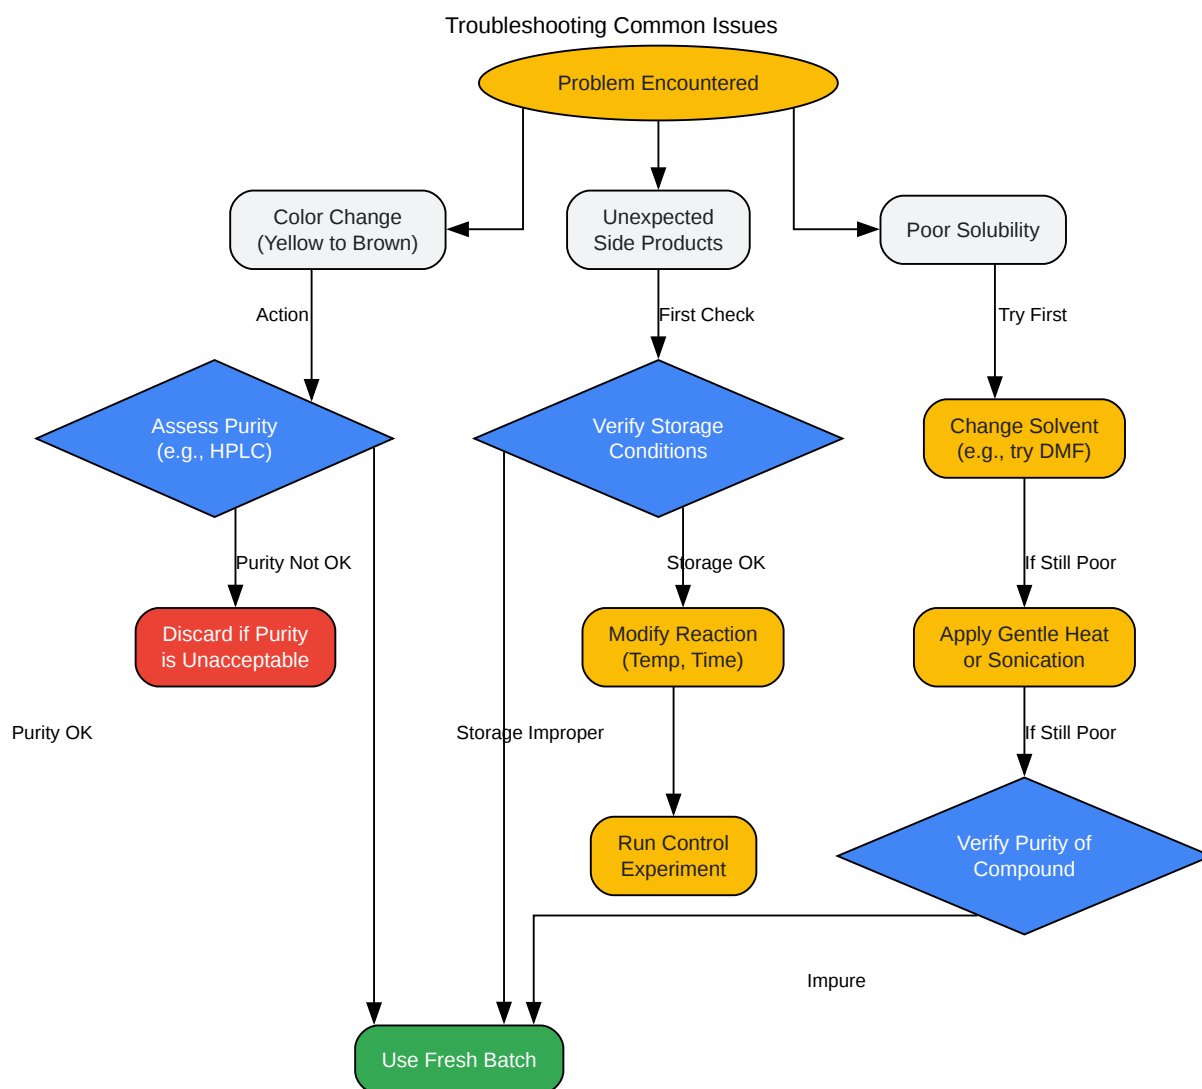 Troubleshooting Common Issues
Problem Encountered
Color Change
(Yellow to Brown)
Unexpected
Side Products
Poor Solubility
Action
First Check
Try First
Assess Purity
(e.g., HPLC)
Verify Storage
Conditions
Change Solvent
(e.g., try DMF)
Purity Not OK
Storage OK
If Still Poor
Discard if Purity
is Unacceptable
Modify Reaction
(Temp, Time)
Apply Gentle Heat
or Sonication
Purity OK
Storage Improper
If Still Poor
Run Control
Experiment
Verify Purity of
Compound
Impure
Use Fresh Batch